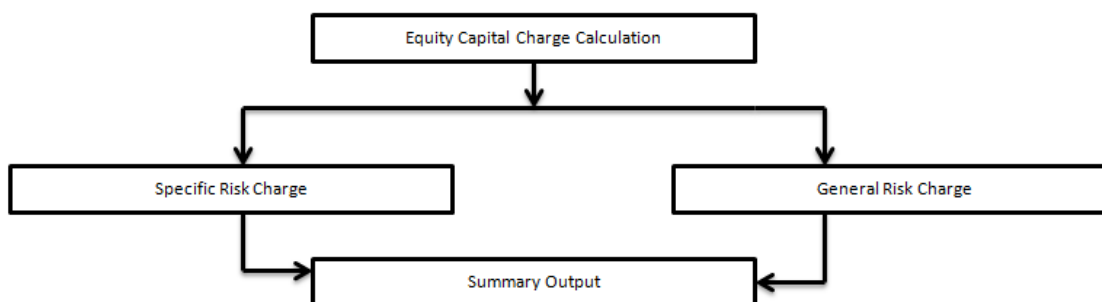 Equity Capital Charge Calculation
Specific Risk Charge
General Risk Charge
Summary Output